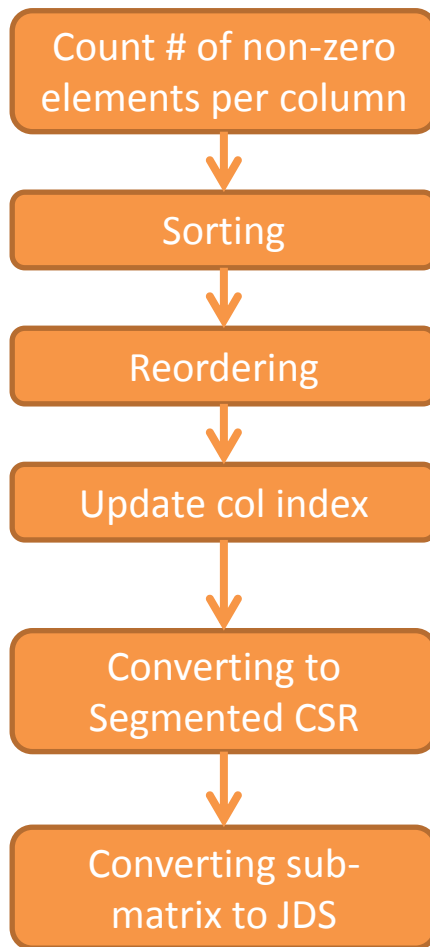 Count # of non-zero
elements per column
Sorting
Reordering
Update col index
Converting to
Segmented CSR
Converting sub-
matrix to JDS